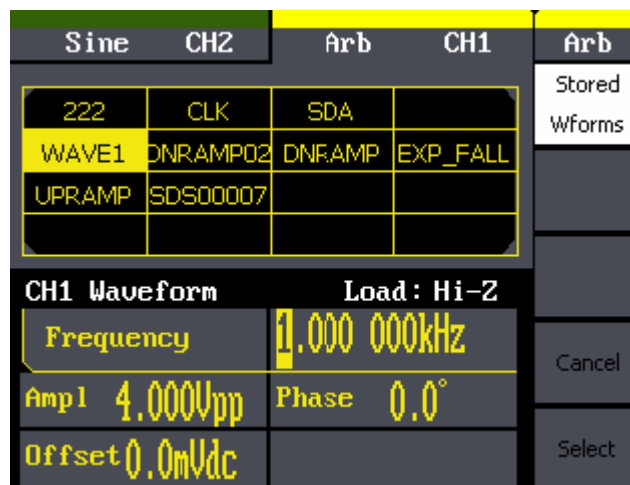 Sine CH2 Arb CH1 Arb
Stored
Wforms
222 CLK SDA
WAVE1 DNRAMP02 DNRAMP EXP_FALL
UPRAMP SDS00007
CH1 Waveform Load: Hi-Z
Frequency 1.000 000kHz
Cancel
Ampl 4.000Vpp Phase 0.0°
Offset 0.0mVdc
Select